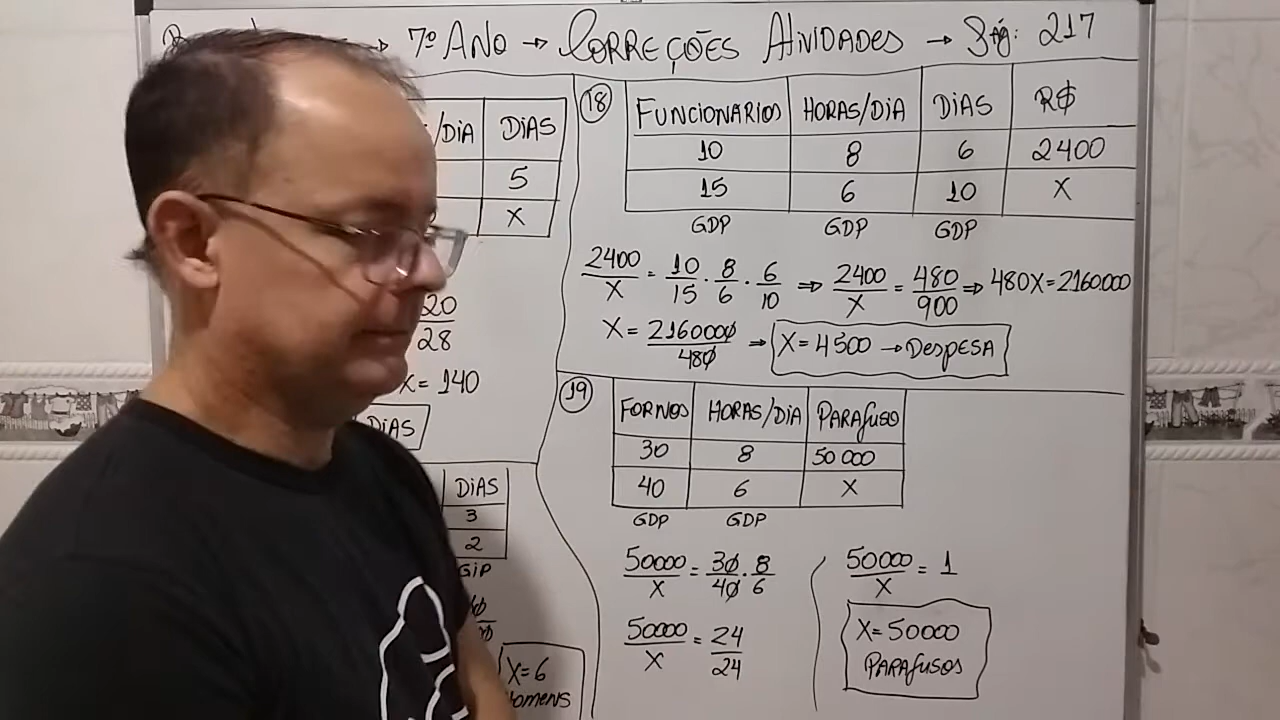 7º ANO → CORREÇÕES ATIVIDADES → Pág: 217
/DIA DIAS
5
X
20
28
X = 140
DIAS
DIAS
3
2
GIP
X = 6
HOMENS
18
FUNCIONÁRIOS HORAS/DIA DIAS R$
10 8 6 2400
15 6 10 X
GDP GDP GDP
2400/X = 10/15 . 8/6 . 6/10 ⇒ 2400/X = 480/900 ⇒ 480X = 2160000
X = 2160000/480 ⇒ X = 4500 → DESPESA
19
FORNOS HORAS/DIA PARAFUSO
30 8 50 000
40 6 X
GDP GDP
50000/X = 30/40 . 8/6
50000/X = 24/24
50000/X = 1
X = 50000
PARAFUSOS